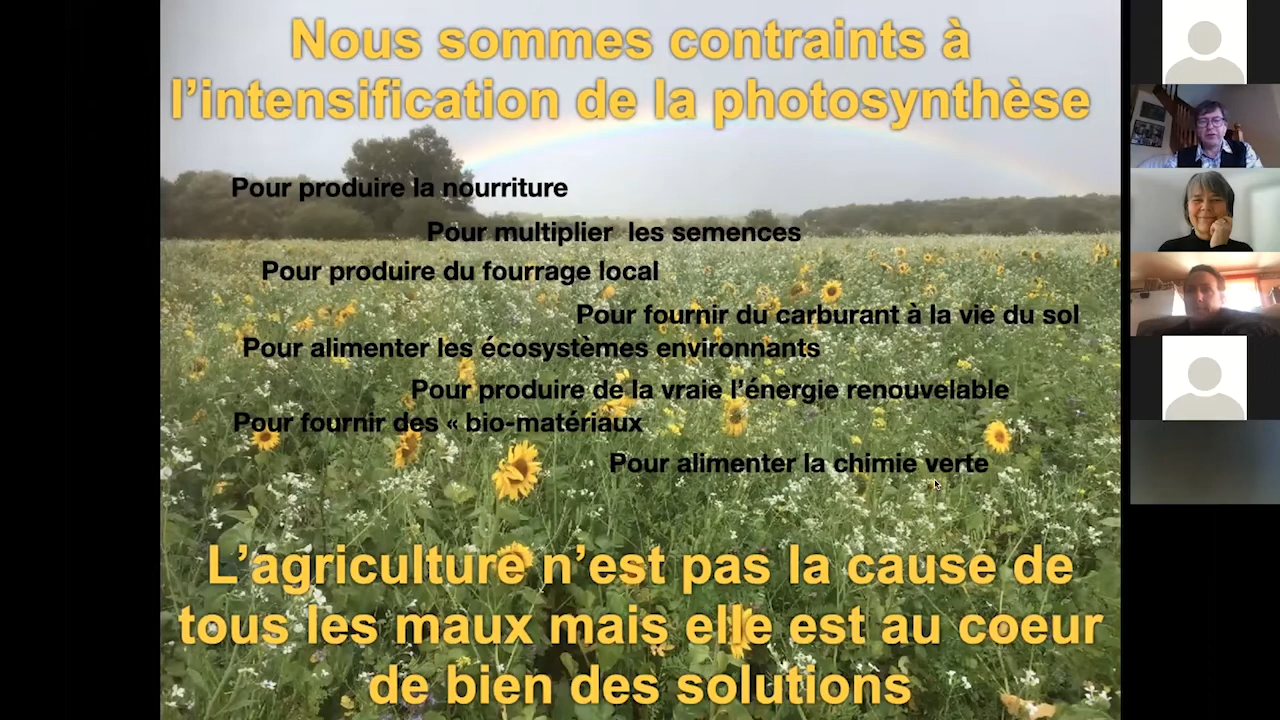 Nous sommes contraints à
l’intensification de la photosynthèse
Pour produire la nourriture
Pour multiplier les semences
Pour produire du fourrage local
Pour fournir du carburant à la vie du sol
Pour alimenter les écosystèmes environnants
Pour produire de la vraie l’énergie renouvelable
Pour fournir des « bio-matériaux
Pour alimenter la chimie verte
L’agriculture n’est pas la cause de
tous les maux mais elle est au coeur
de bien des solutions